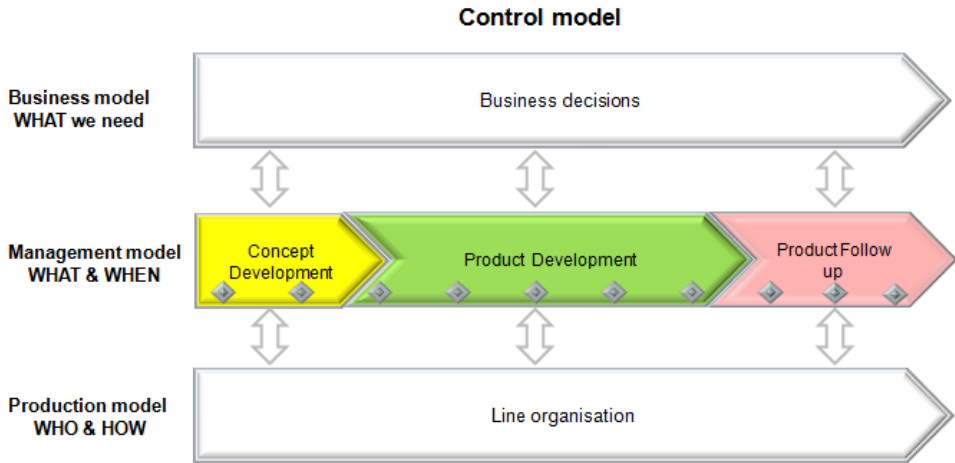 Control model
Business model
WHAT we need
Business decisions
Management model
WHAT & WHEN
Concept
Development
Product Development
Product Follow
up
Production model
WHO & HOW
Line organisation